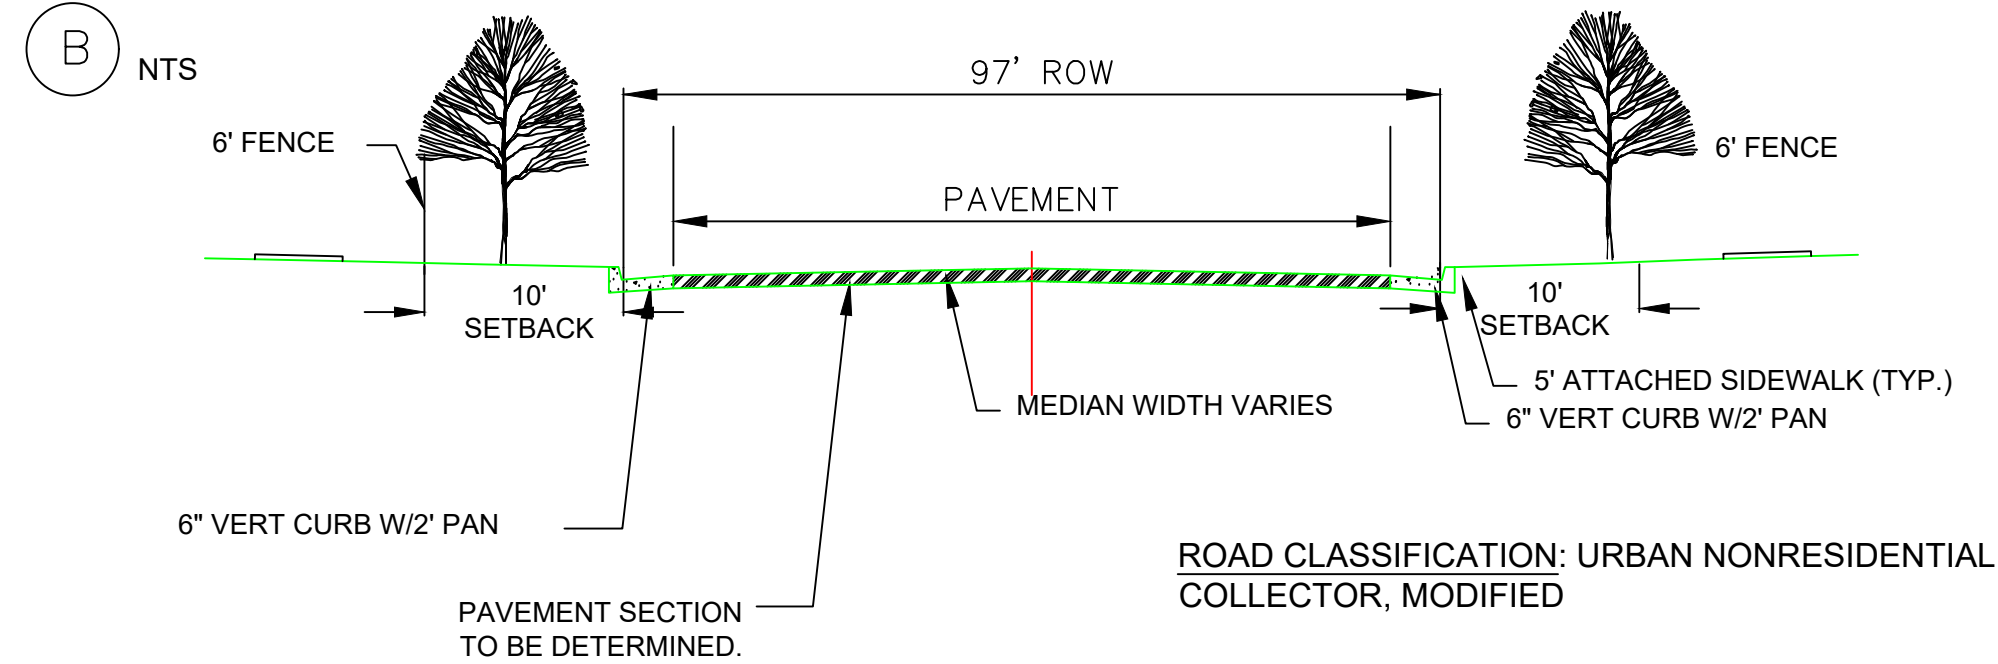 B
NTS
97' ROW
6' FENCE
6' FENCE
PAVEMENT
10'
SETBACK
10'
SETBACK
5' ATTACHED SIDEWALK (TYP.)
MEDIAN WIDTH VARIES
6" VERT CURB W/2' PAN
6" VERT CURB W/2' PAN
ROAD CLASSIFICATION: URBAN NONRESIDENTIAL
COLLECTOR, MODIFIED
PAVEMENT SECTION
TO BE DETERMINED.